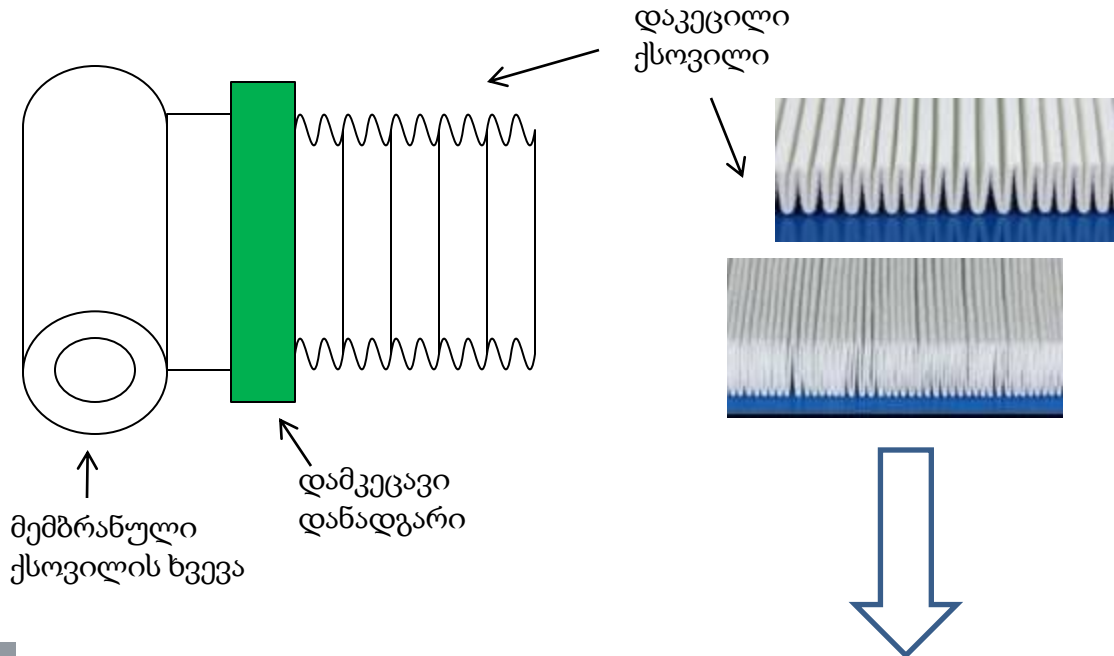 დაკეცილი
ქსოვილი
დამკეცავი
დანადგარი
მემბრანული
ქსოვილის ხვევა